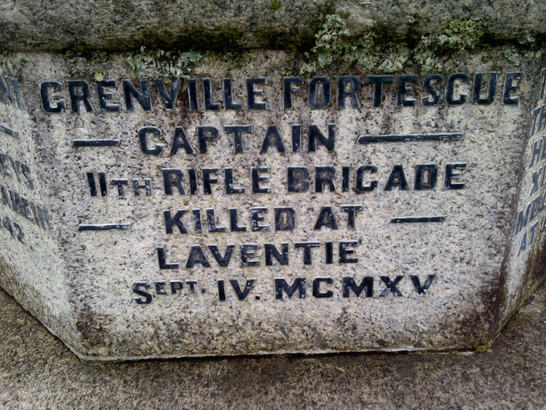 GRENVILLE FORTESCUE
CAPTAIN
11TH RIFLE BRIGADE
KILLED AT
LAVENTIE
SEPT. IV. MCMXV